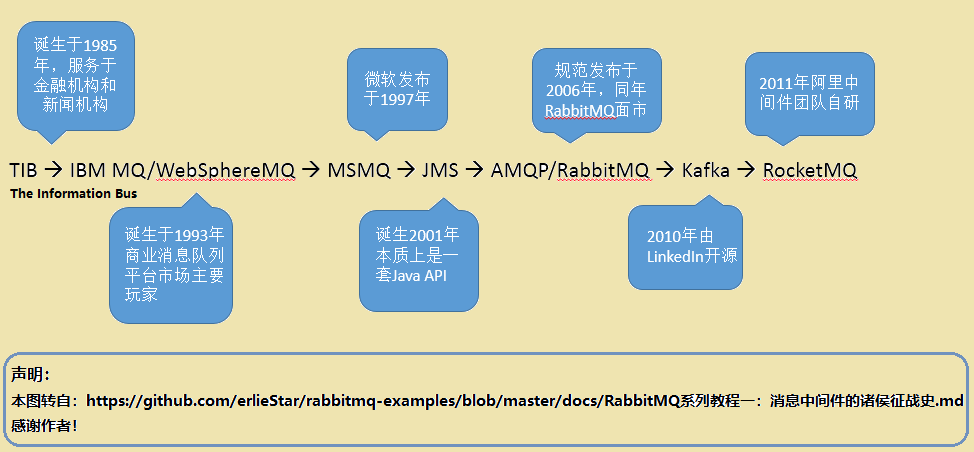 诞生于1985
年，服务于
金融机构和
新闻机构
微软发布
于1997年
规范发布于
2006年，同年
RabbitMQ面市
2011年阿里中
间件团队自研
TIB → IBM MQ/WebSphereMQ → MSMQ → JMS → AMQP/RabbitMQ → Kafka → RocketMQ
The Information Bus
诞生于1993年
商业消息队列
平台市场主要
玩家
诞生2001年
本质上是一
套Java API
2010年由
LinkedIn开源
声明：
本图转自：https://github.com/erlieStar/rabbitmq-examples/blob/master/docs/RabbitMQ系列教程一：消息中间件的诸侯征战史.md
感谢作者！